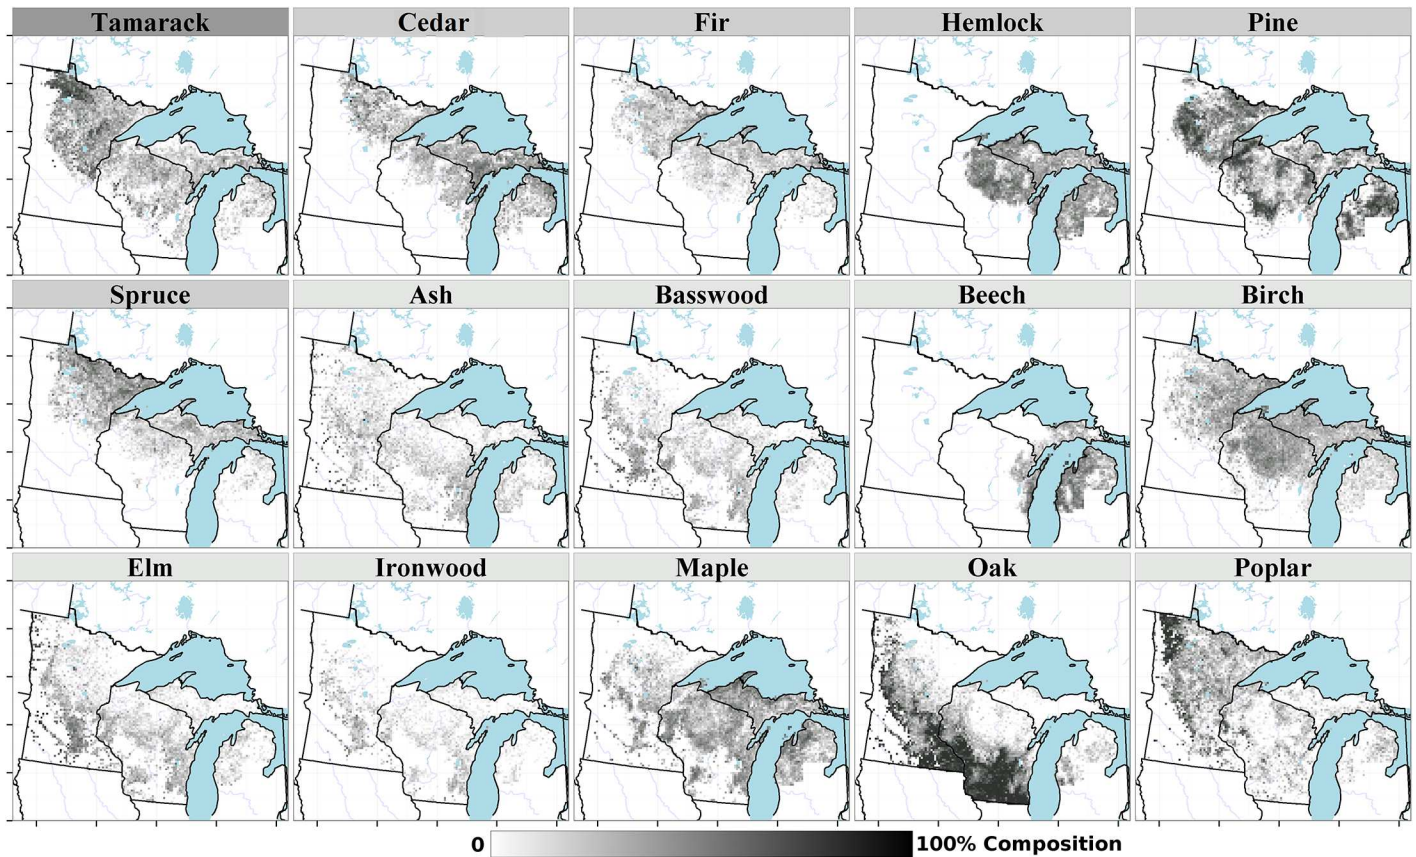 Tamarack
Cedar
Fir
Hemlock
Pine
Spruce
Ash
Basswood
Beech
Birch
Elm
Ironwood
Maple
Oak
Poplar
0
100% Composition